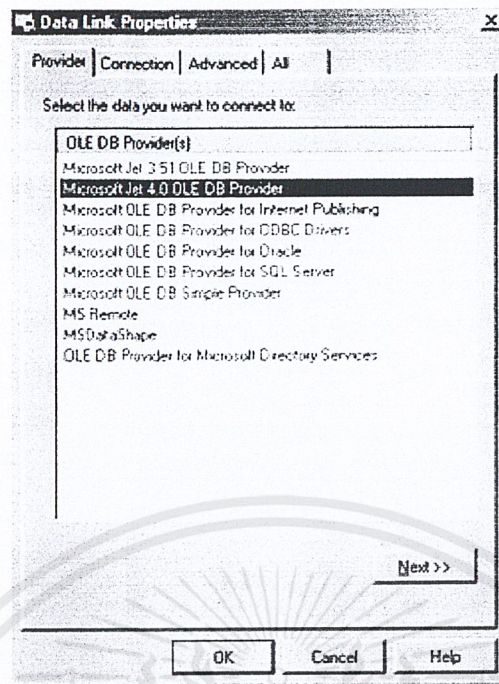 Data Link Properties
Provider Connection Advanced All
Select the data you want to connect to:
OLE DB Provider(s)
Microsoft Jet 3.51 OLE DB Provider
Microsoft Jet 4.0 OLE DB Provider
Microsoft OLE DB Provider for Internet Publishing
Microsoft OLE DB Provider for ODBC Drivers
Microsoft OLE DB Provider for Oracle
Microsoft OLE DB Provider for SQL Server
Microsoft OLE DB Simple Provider
MS Remote
MSDataShape
OLE DB Provider for Microsoft Directory Services
Next >>
OK Cancel Help